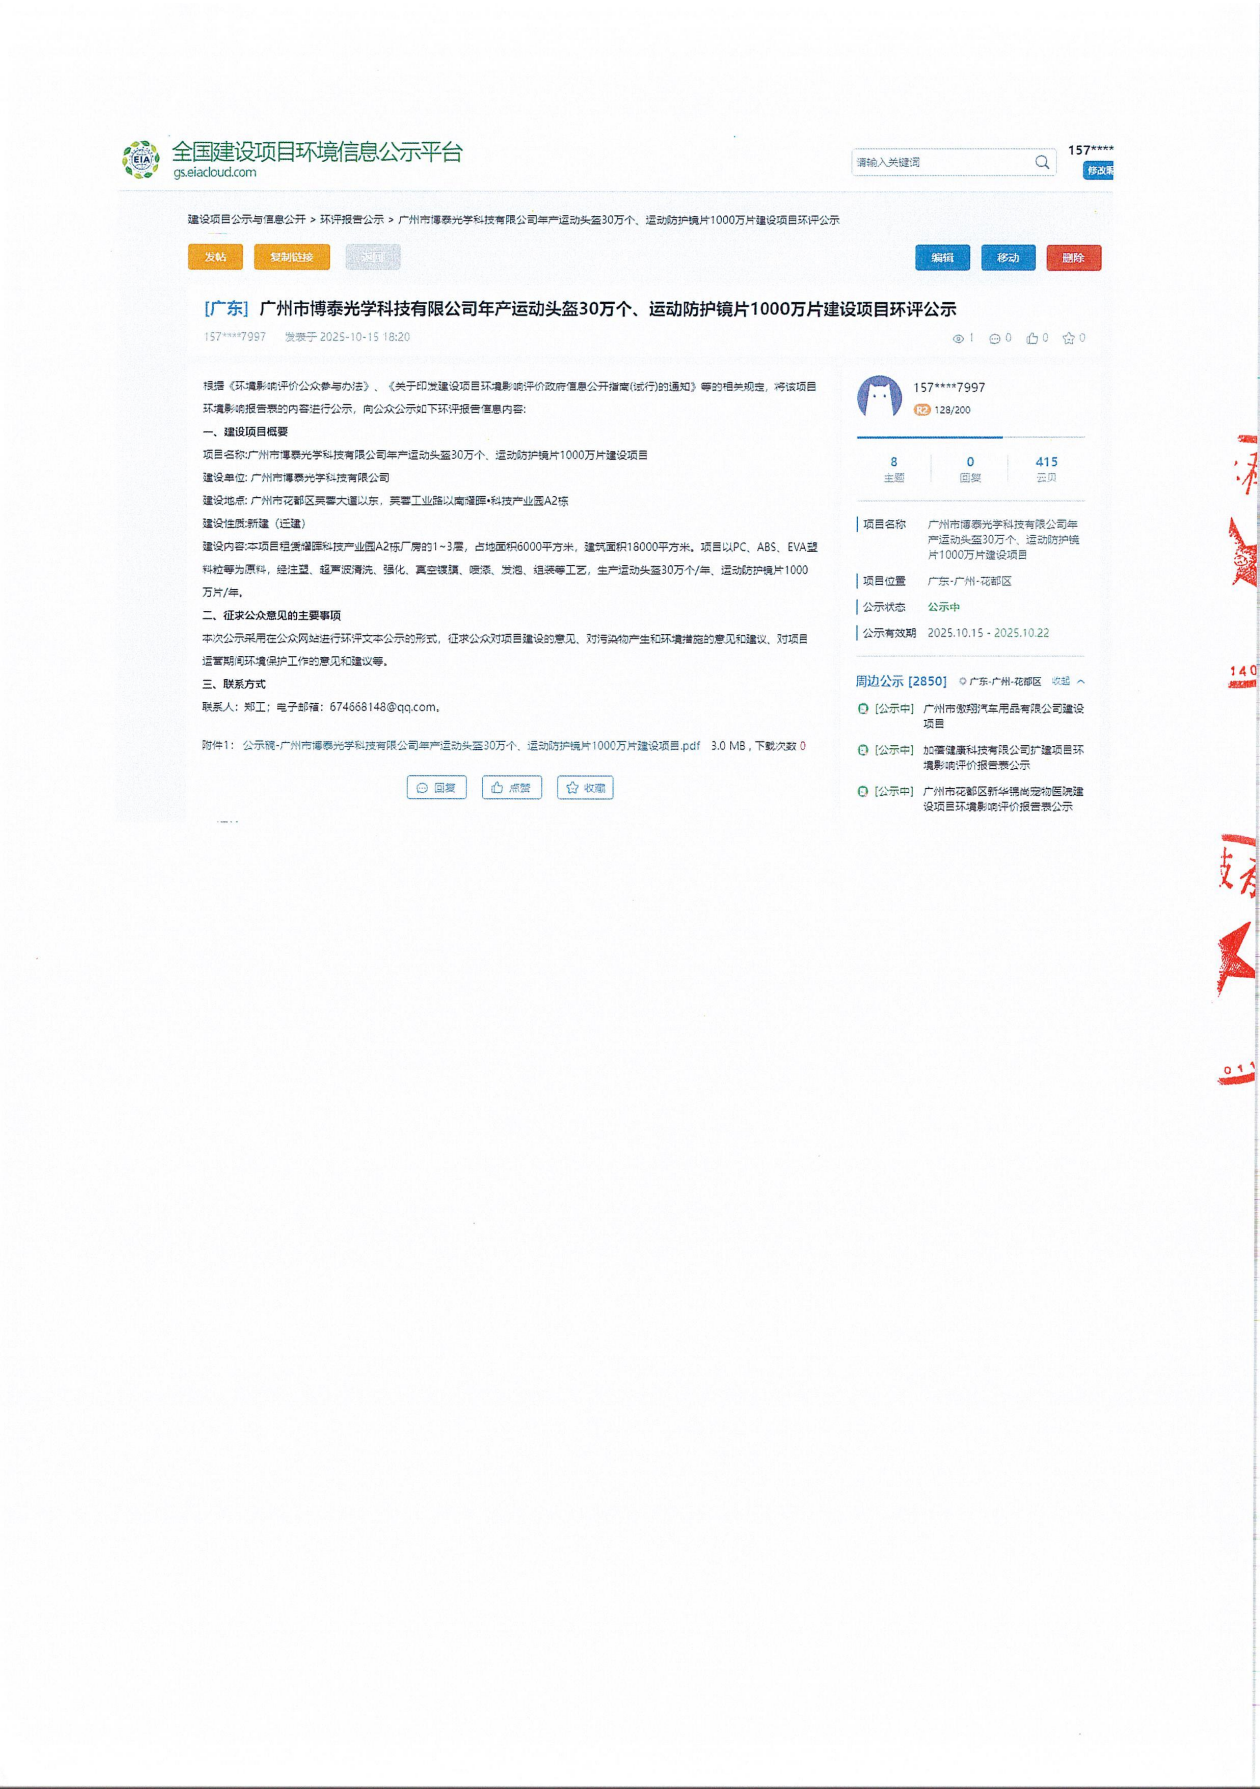 全国建设项目环境信息公示平台
gs.eiacloud.com
请输入关键词
157****
建设项目公示与信息公开 > 环评报告公示 > 广州市博泰光学科技有限公司年产运动头盔30万个、运动防护镜片1000万片建设项目环评公示
发帖 复制链接 编辑 移动 删除
[广东] 广州市博泰光学科技有限公司年产运动头盔30万个、运动防护镜片1000万片建设项目环评公示
157****7997 发表于 2025-10-15 18:20
1 0 0 0
根据《环境影响评价公众参与办法》、《关于印发建设项目环境影响评价政府信息公开指南(试行)的通知》等的相关规定，将该项目
环境影响报告表的内容进行公示，向公众公示如下环评报告信息内容:
一、建设项目概要
项目名称:广州市博泰光学科技有限公司年产运动头盔30万个、运动防护镜片1000万片建设项目
建设单位: 广州市博泰光学科技有限公司
建设地点: 广州市花都区芙蓉大道以东，芙蓉工业路以南耀晖•科技产业园A2栋
建设性质:新建（迁建）
建设内容:本项目租赁耀晖科技产业园A2栋厂房的1~3层，占地面积6000平方米，建筑面积18000平方米。项目以PC、ABS、EVA塑
料粒等为原料，经注塑、超声波清洗、强化、真空镀膜、喷漆、发泡、组装等工艺，生产运动头盔30万个/年、运动防护镜片1000
万片/年。
二、征求公众意见的主要事项
本次公示采用在公众网站进行环评文本公示的形式，征求公众对项目建设的意见、对污染物产生和环境措施的意见和建议、对项目
运营期间环境保护工作的意见和建议等。
三、联系方式
联系人：郑工；电子邮箱：674668148@qq.com。
附件1： 公示稿-广州市博泰光学科技有限公司年产运动头盔30万个、运动防护镜片1000万片建设项目.pdf 3.0 MB , 下载次数 0
回复 点赞 收藏
157****7997
R2 128/200
8 0 415
主题 回复 云贝
项目名称 广州市博泰光学科技有限公司年
产运动头盔30万个、运动防护镜
片1000万片建设项目
项目位置 广东-广州-花都区
公示状态 公示中
公示有效期 2025.10.15 - 2025.10.22
周边公示 [2850] 广东-广州-花都区 收起
[公示中] 广州市傲翔汽车用品有限公司建设
项目
[公示中] 加蓓健康科技有限公司扩建项目环
境影响评价报告表公示
[公示中] 广州市花都区新华锦尚宠物医院建
设项目环境影响评价报告表公示
140
技有
011